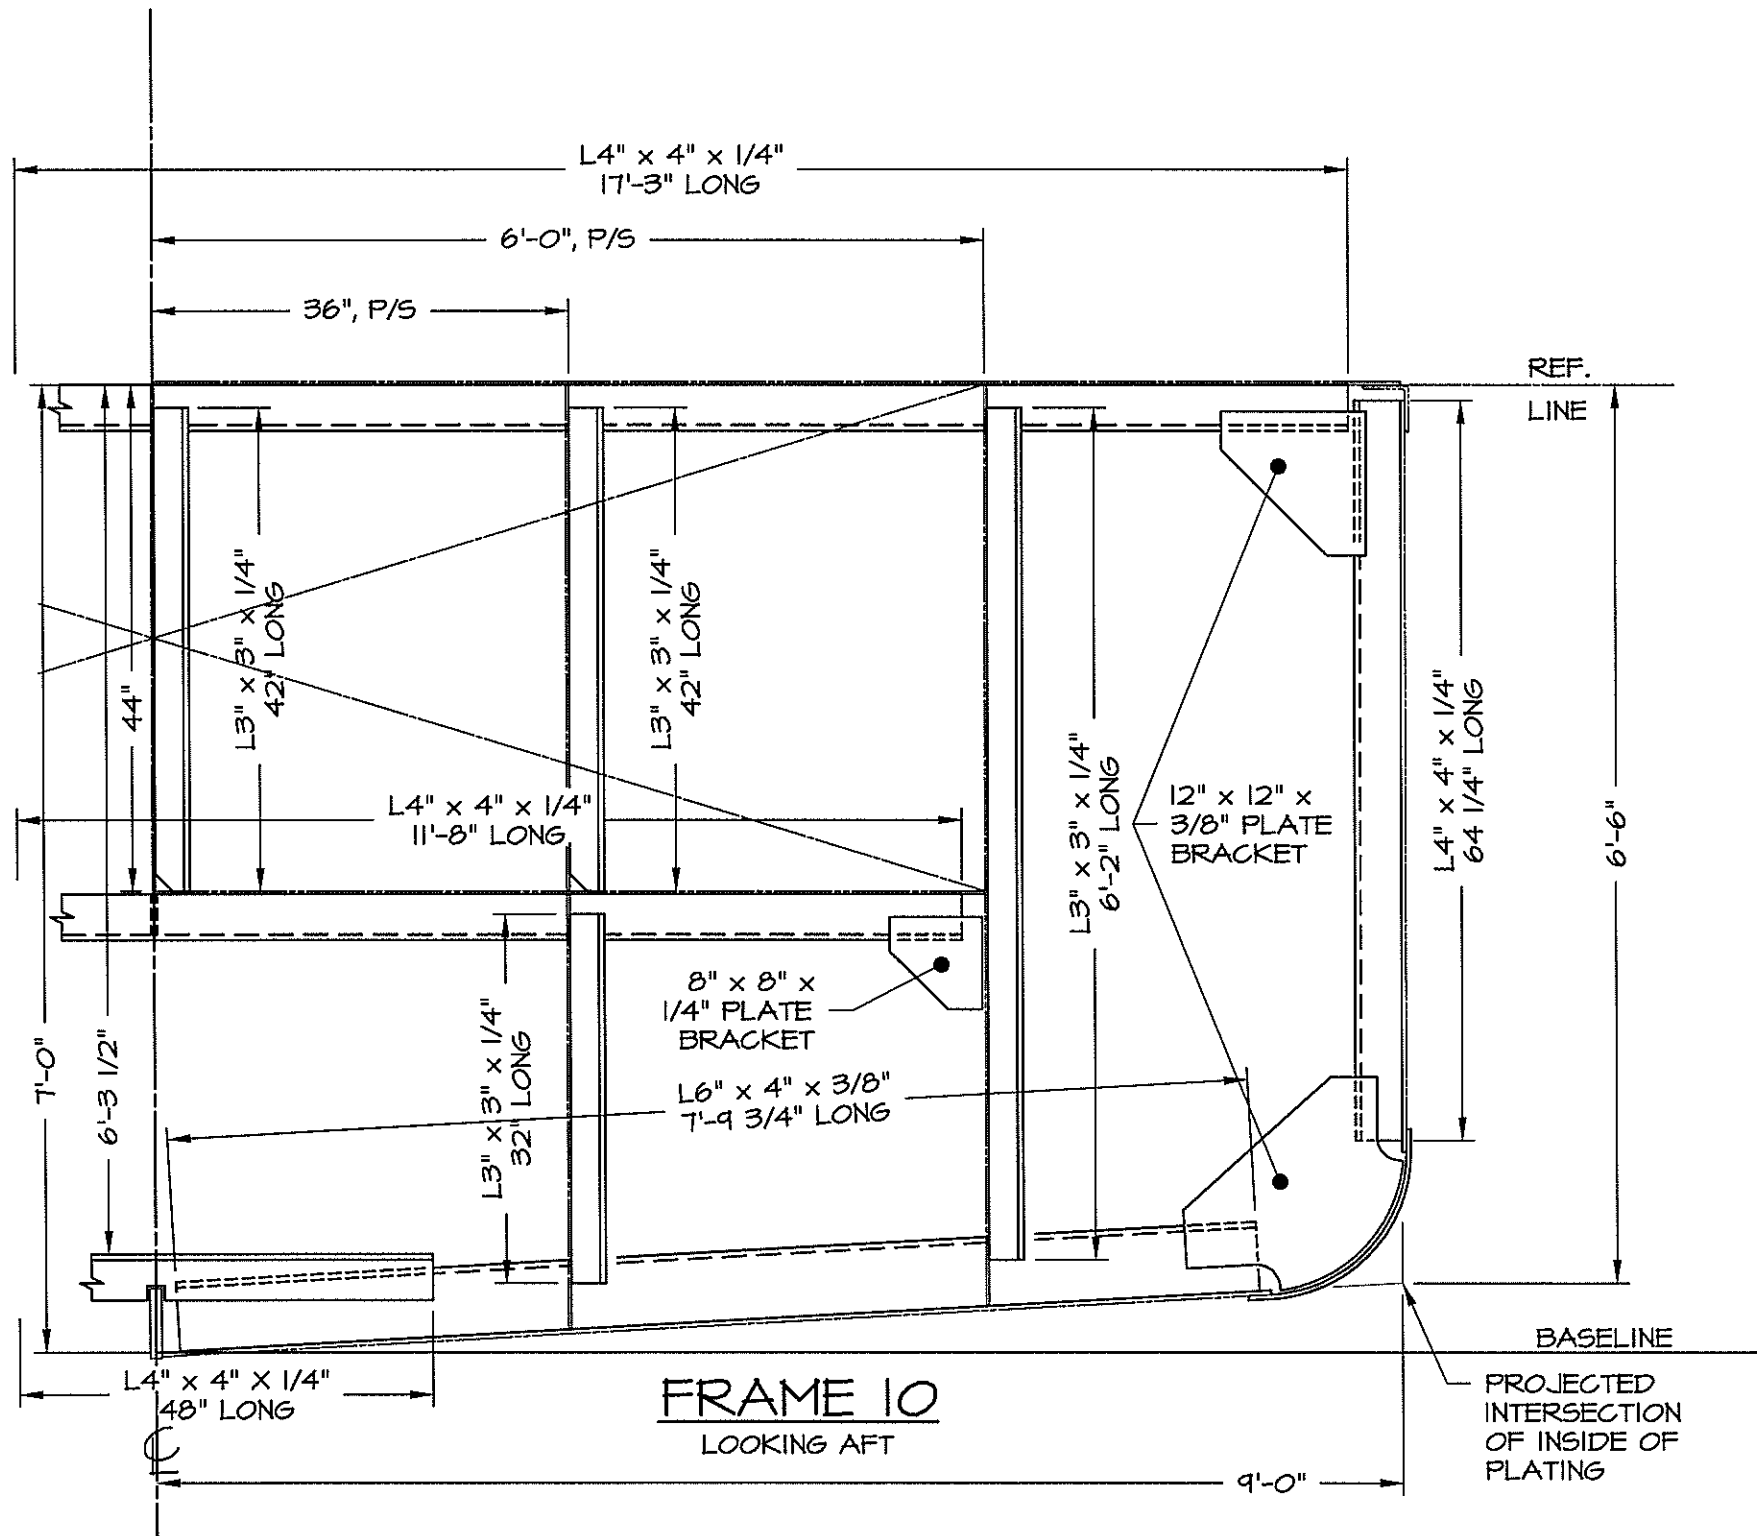 L4" x 4" x 1/4"
17'-3" LONG
6'-0", P/S
36", P/S
REF.
LINE
L3" x 3" x 1/4"
42" LONG
L3" x 3" x 1/4"
42" LONG
44"
L4" x 4" x 1/4"
11'-8" LONG
L3" x 3" x 1/4"
6'-2" LONG
12" x 12" x
3/8" PLATE
BRACKET
L4" x 4" x 1/4"
64 1/4" LONG
6'-6"
8" x 8" x
1/4" PLATE
BRACKET
7'-0"
6'-3 1/2"
L3" x 3" x 1/4"
32" LONG
L6" x 4" x 3/8"
7'-9 3/4" LONG
BASELINE
L4" x 4" X 1/4"
48" LONG
CL
FRAME 10
LOOKING AFT
PROJECTED
INTERSECTION
OF INSIDE OF
PLATING
9'-0"